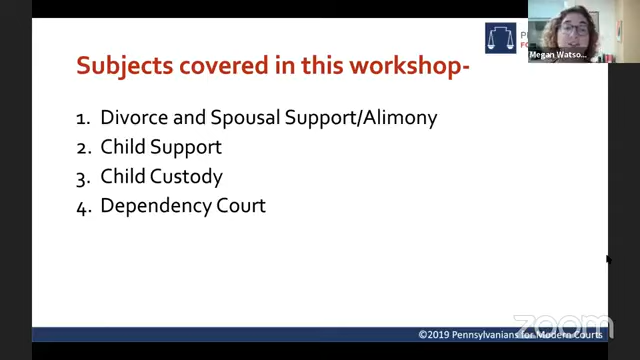 Subjects covered in this workshop-
Megan Watso...
1. Divorce and Spousal Support/Alimony
2. Child Support
3. Child Custody
4. Dependency Court
zoom
©2019 Pennsylvanians for Modern Courts